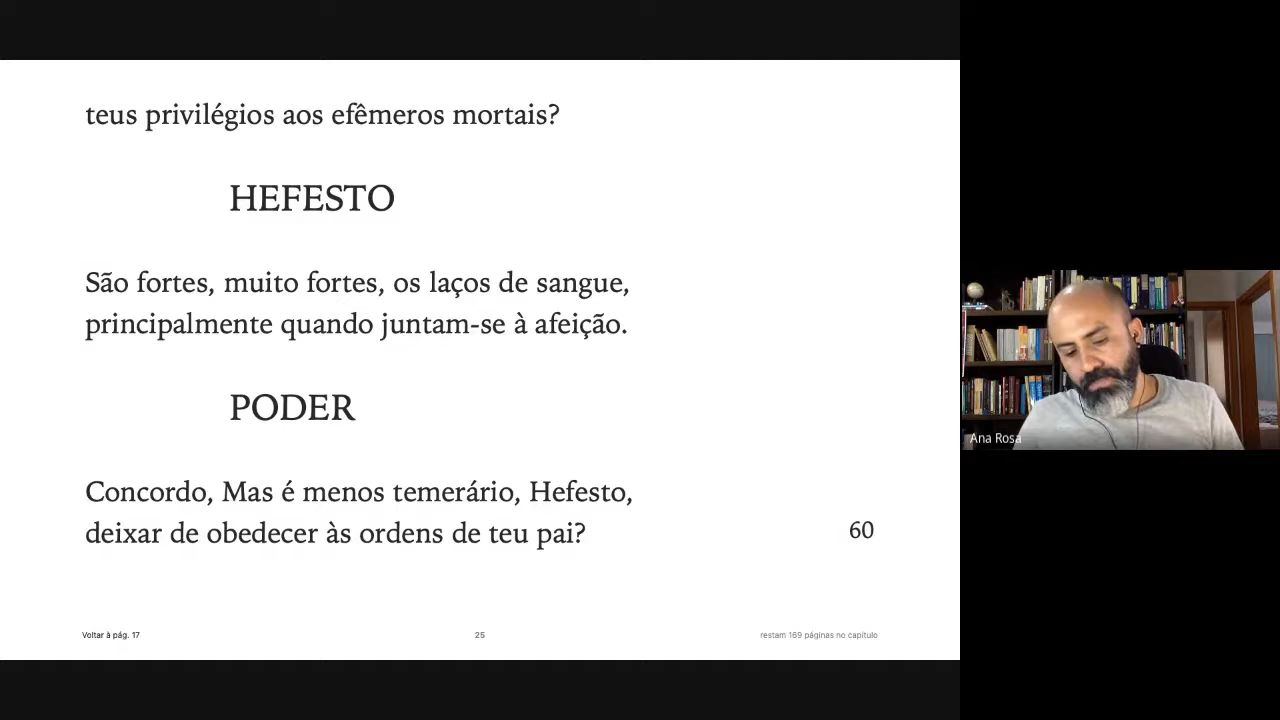 teus privilégios aos efêmeros mortais?
HEFESTO
São fortes, muito fortes, os laços de sangue,
principalmente quando juntam-se à afeição.
PODER
Concordo, Mas é menos temerário, Hefesto,
deixar de obedecer às ordens de teu pai?
60
Voltar à pág. 17
25
restam 169 páginas no capítulo
Ana Rosa